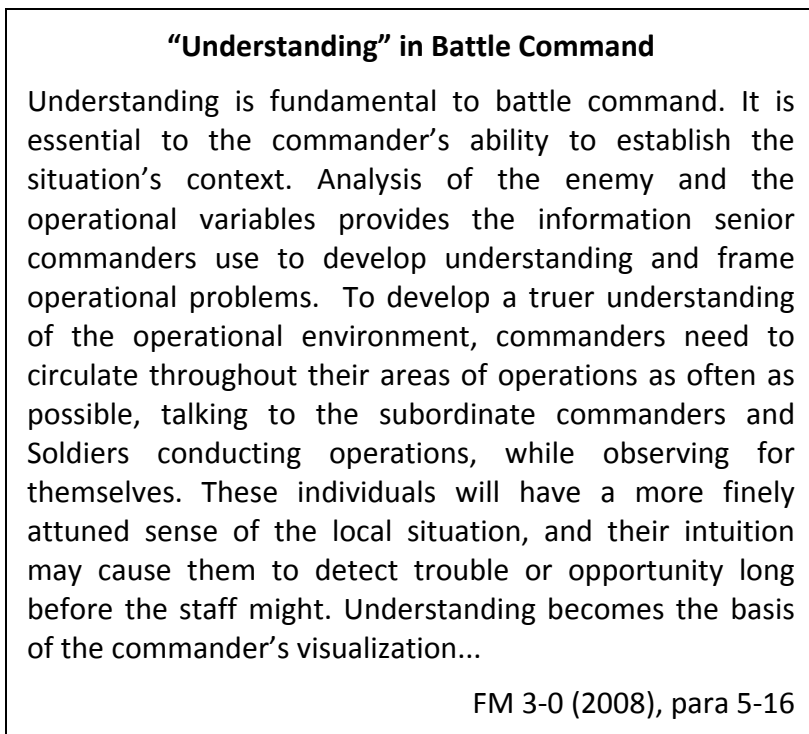 “Understanding” in Battle Command
Understanding is fundamental to battle command. It is
essential to the commander’s ability to establish the
situation’s context. Analysis of the enemy and the
operational variables provides the information senior
commanders use to develop understanding and frame
operational problems.  To develop a truer understanding
of the operational environment, commanders need to
circulate throughout their areas of operations as often as
possible, talking to the subordinate commanders and
Soldiers conducting operations, while observing for
themselves. These individuals will have a more finely
attuned sense of the local situation, and their intuition
may cause them to detect trouble or opportunity long
before the staff might. Understanding becomes the basis
of the commander’s visualization...
FM 3-0 (2008), para 5-16